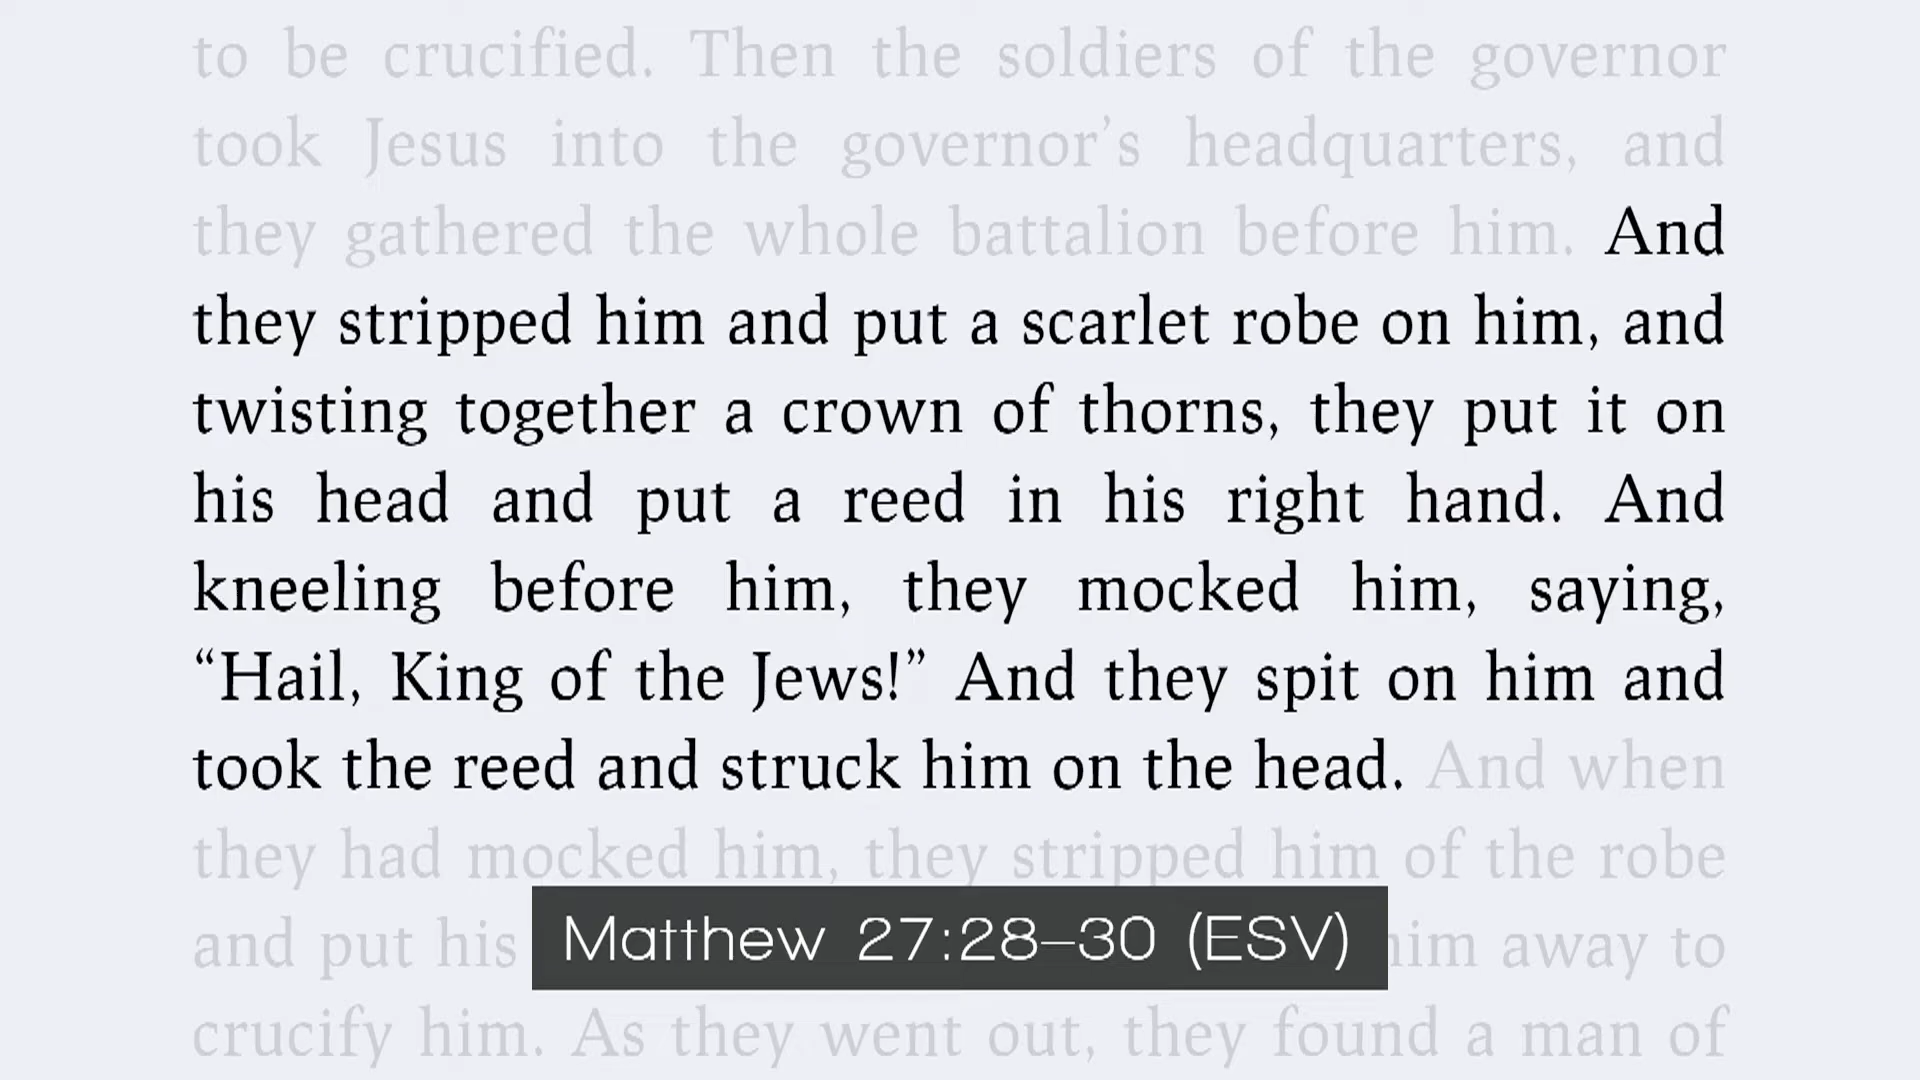 to be crucified. Then the soldiers of the governor
took Jesus into the governor’s headquarters, and
they gathered the whole battalion before him. And
they stripped him and put a scarlet robe on him, and
twisting together a crown of thorns, they put it on
his head and put a reed in his right hand. And
kneeling before him, they mocked him, saying,
“Hail, King of the Jews!” And they spit on him and
took the reed and struck him on the head. And when
they had mocked him, they stripped him of the robe
and put his him away to
Matthew 27:28–30 (ESV)
crucify him. As they went out, they found a man of